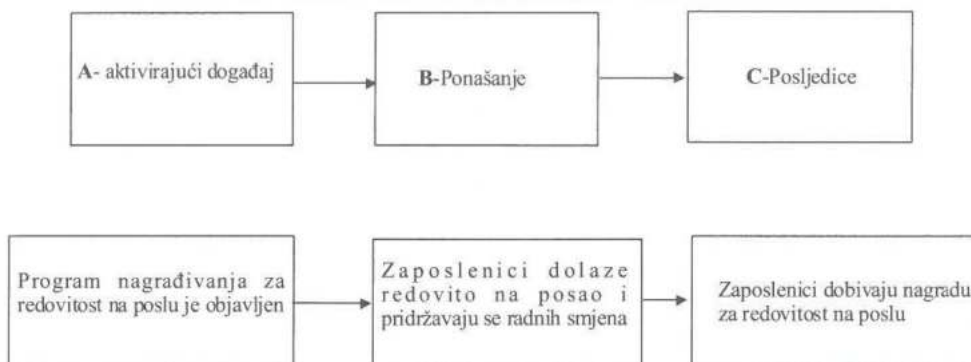 A- aktivirajući događaj
B-Ponašanje
C-Posljedice
Program nagrađivanja za
redovitost na poslu je objavljen
Zaposlenici dolaze
redovito na posao i
pridržavaju se radnih smjena
Zaposlenici dobivaju nagradu
za redovitost na poslu